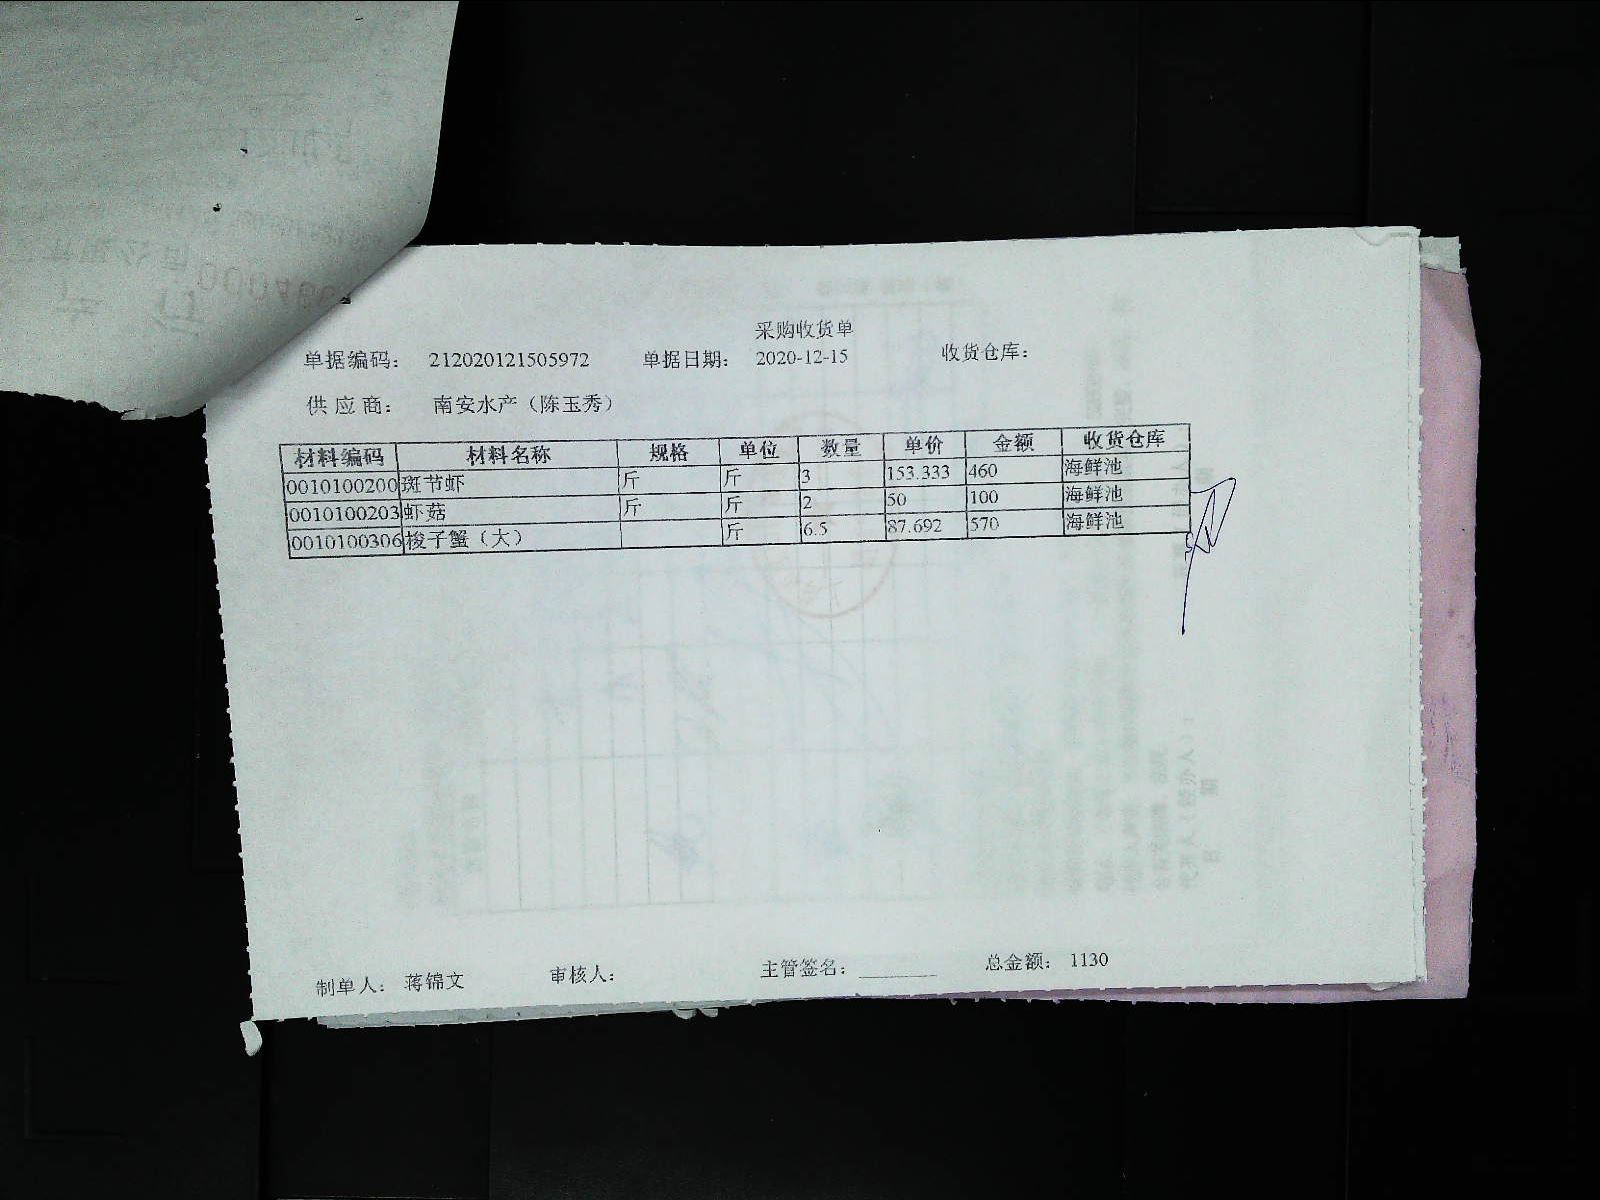 采购收货单
单据编码： 212020121505972 单据日期： 2020-12-15 收货仓库：
供 应 商： 南安水产（陈玉秀）
材料编码 材料名称 规格 单位 数量 单价 金额 收货仓库
0010100200 斑节虾 斤 斤 3 153.333 460 海鲜池
0010100203 虾菇 斤 斤 2 50 100 海鲜池
0010100306 梭子蟹（大） 斤 6.5 87.692 570 海鲜池
制单人： 蒋锦文 审核人： 主管签名： 总金额： 1130